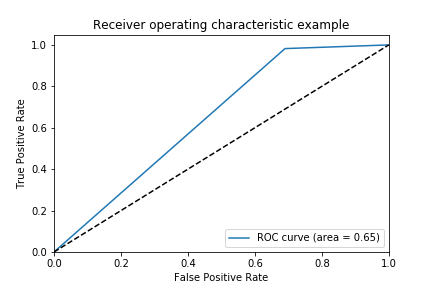 Receiver operating characteristic example
1.0
0.8
0.6
0.4
0.2
0.0
True Positive Rate
ROC curve (area = 0.65)
0.0 0.2 0.4 0.6 0.8 1.0
False Positive Rate